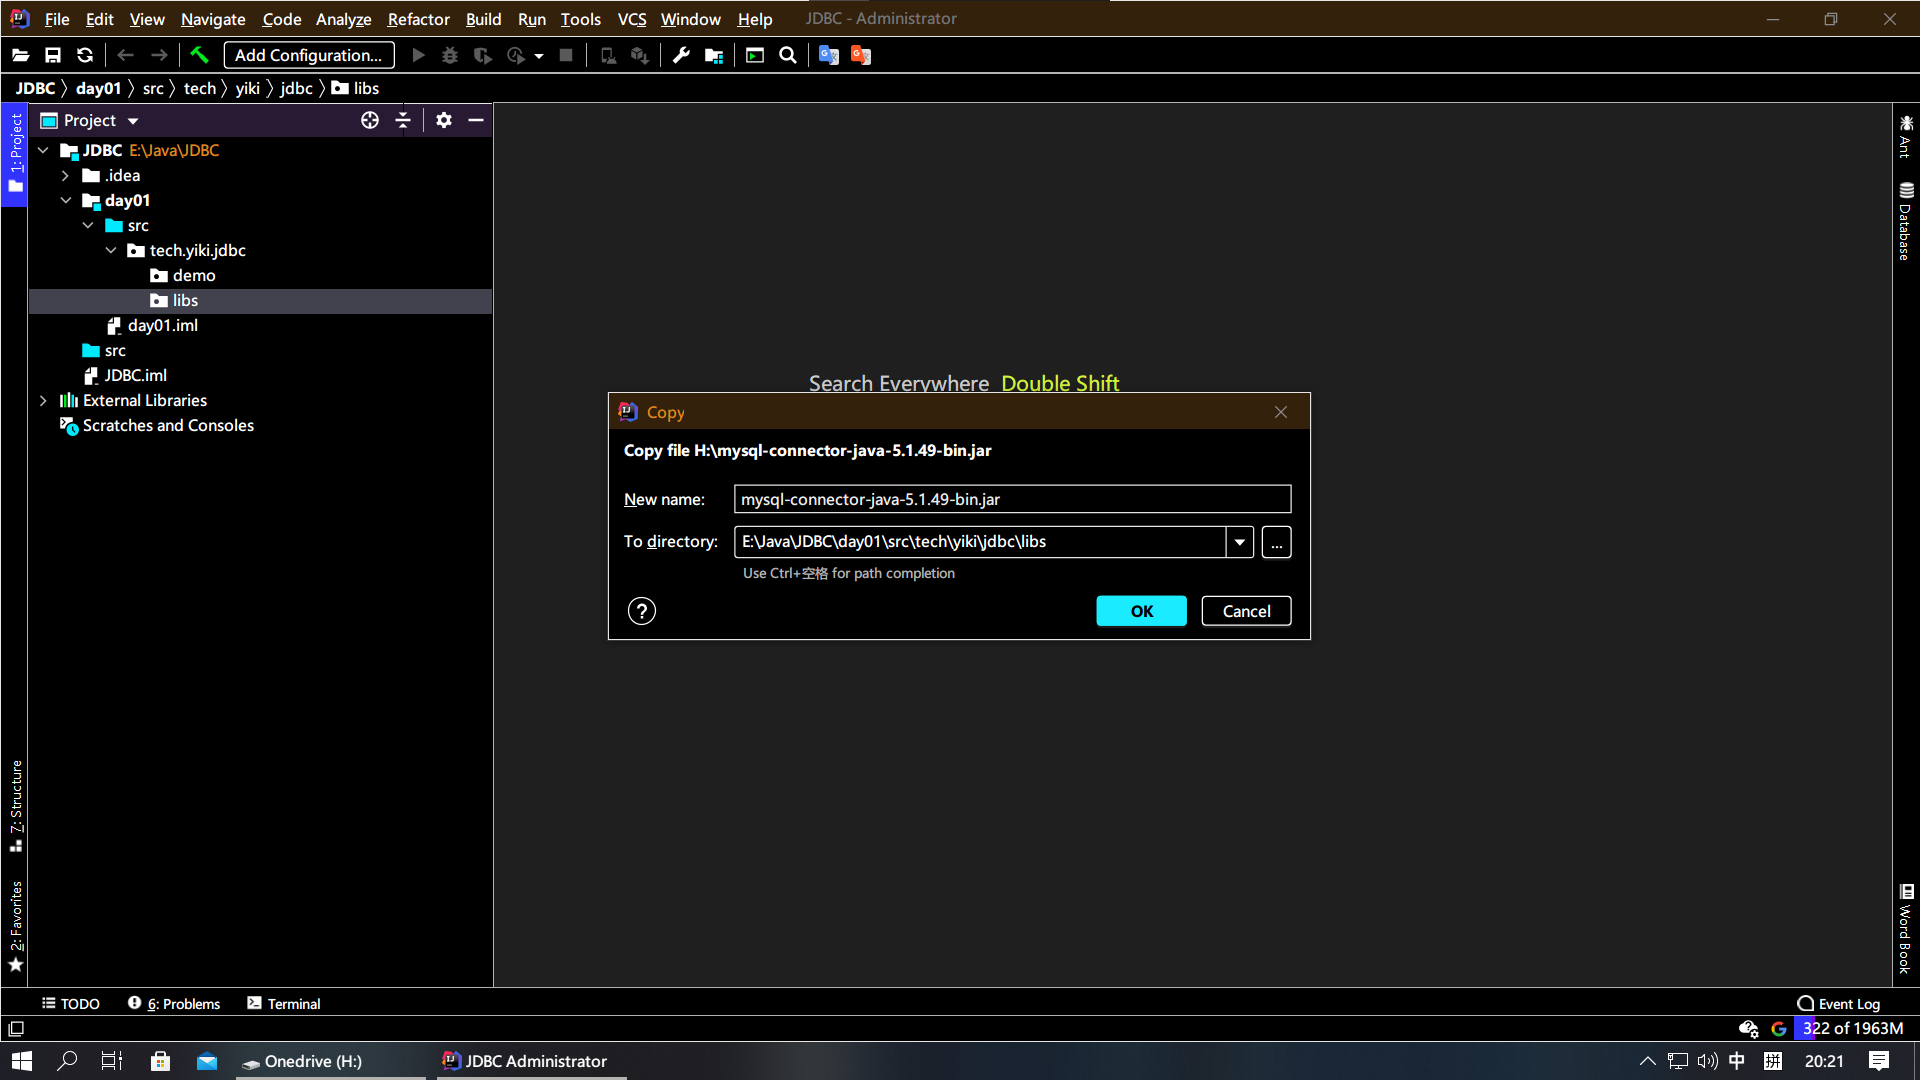 File Edit View Navigate Code Analyze Refactor Build Run Tools VCS Window Help JDBC - Administrator
Add Configuration...
JDBC day01 src tech yiki jdbc libs
1: Project
Project
JDBC E:\Java\JDBC
.idea
day01
src
tech.yiki.jdbc
demo
libs
day01.iml
src
JDBC.iml
External Libraries
Scratches and Consoles
7: Structure
2: Favorites
Search Everywhere Double Shift
Copy
Copy file H:\mysql-connector-java-5.1.49-bin.jar
New name: mysql-connector-java-5.1.49-bin.jar
To directory: E:\Java\JDBC\day01\src\tech\yiki\jdbc\libs ...
Use Ctrl+空格 for path completion
? OK Cancel
Ant
Database
Word Book
TODO 6: Problems Terminal Event Log
322 of 1963M
Onedrive (H:) JDBC Administrator 中 拼 20:21